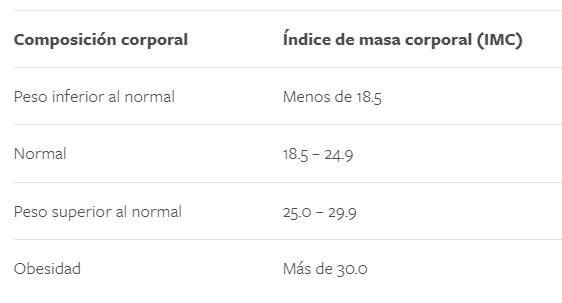 Composición corporal Índice de masa corporal (IMC)
Peso inferior al normal Menos de 18.5
Normal 18.5 – 24.9
Peso superior al normal 25.0 – 29.9
Obesidad Más de 30.0